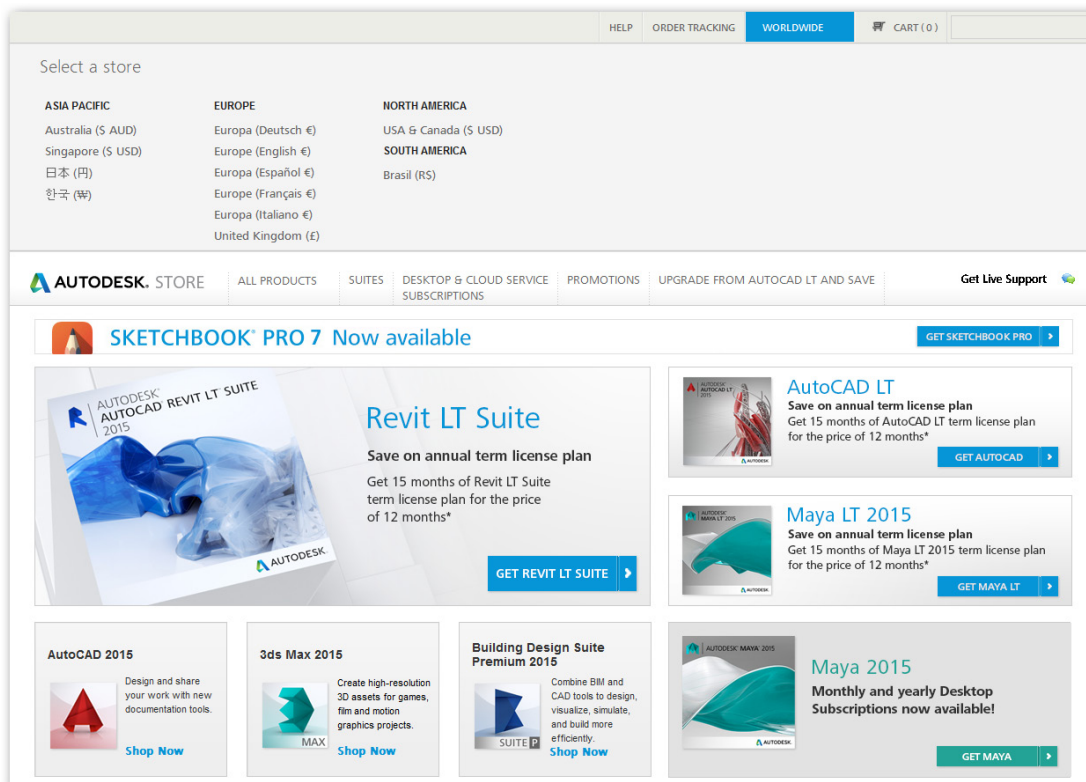 HELP
ORDER TRACKING
WORLDWIDE
CART ( 0 )
Select a store
ASIA PACIFIC
Australia ($ AUD)
Singapore ($ USD)
日本 (円)
한국 (₩)
EUROPE
Europa (Deutsch €)
Europe (English €)
Europa (Español €)
Europe (Français €)
Europa (Italiano €)
United Kingdom (£)
NORTH AMERICA
USA & Canada ($ USD)
SOUTH AMERICA
Brasil (R$)
AUTODESK. STORE
ALL PRODUCTS
SUITES
DESKTOP & CLOUD SERVICE
SUBSCRIPTIONS
PROMOTIONS
UPGRADE FROM AUTOCAD LT AND SAVE
Get Live Support
SKETCHBOOK® PRO 7 Now available
GET SKETCHBOOK PRO
AUTODESK®
AUTOCAD® REVIT LT™ SUITE
2015
AUTODESK.
Revit LT Suite
Save on annual term license plan
Get 15 months of Revit LT Suite
term license plan for the price
of 12 months*
GET REVIT LT SUITE
AUTODESK®
AUTOCAD LT®
2015
AUTODESK.
AutoCAD LT
Save on annual term license plan
Get 15 months of AutoCAD LT term license plan
for the price of 12 months*
GET AUTOCAD
AUTODESK®
MAYA LT™ 2015
AUTODESK.
Maya LT 2015
Save on annual term license plan
Get 15 months of Maya LT 2015 term license plan
for the price of 12 months*
GET MAYA LT
AutoCAD 2015
Design and share
your work with new
documentation tools.
Shop Now
3ds Max 2015
MAX
Create high-resolution
3D assets for games,
film and motion
graphics projects.
Shop Now
Building Design Suite
Premium 2015
SUITE P
Combine BIM and
CAD tools to design,
visualize, simulate,
and build more
efficiently.
Shop Now
AUTODESK® MAYA® 2015
AUTODESK.
Maya 2015
Monthly and yearly Desktop
Subscriptions now available!
GET MAYA